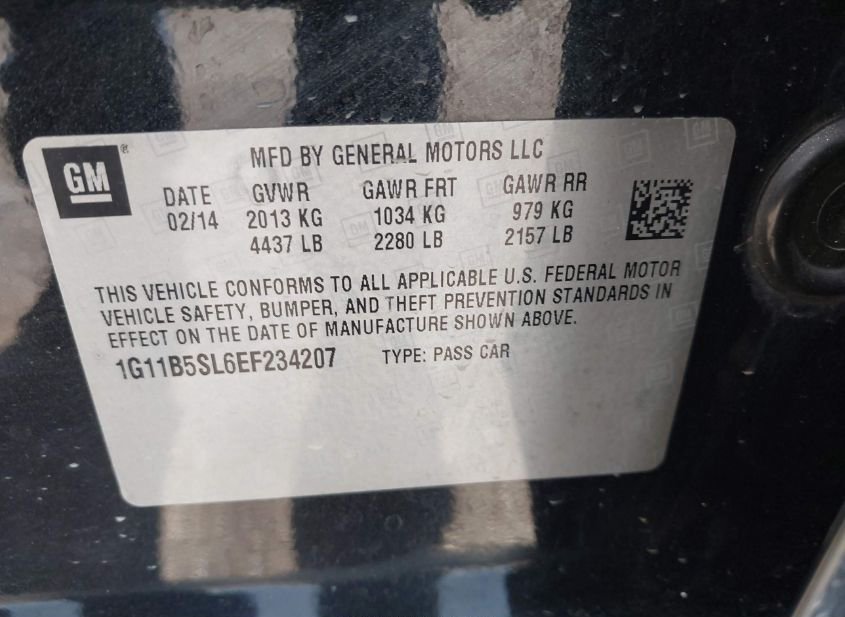 GM®
MFD BY GENERAL MOTORS LLC
DATE GVWR GAWR FRT GAWR RR
02/14 2013 KG 1034 KG 979 KG
4437 LB 2280 LB 2157 LB
THIS VEHICLE CONFORMS TO ALL APPLICABLE U.S. FEDERAL MOTOR
VEHICLE SAFETY, BUMPER, AND THEFT PREVENTION STANDARDS IN
EFFECT ON THE DATE OF MANUFACTURE SHOWN ABOVE.
1G11B5SL6EF234207 TYPE: PASS CAR